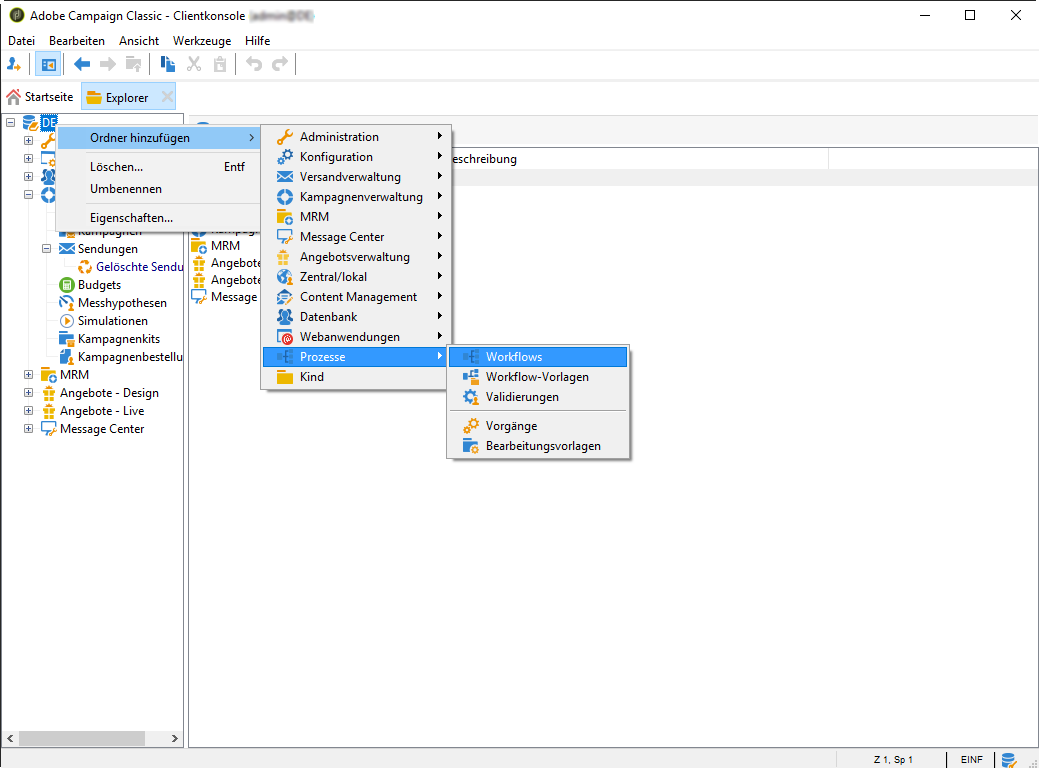 Adobe Campaign Classic - Clientkonsole
Datei Bearbeiten Ansicht Werkzeuge Hilfe
Startseite Explorer
DE
Ordner hinzufügen
Löschen... Entf
Umbenennen
Eigenschaften...
Kampagnen
Sendungen
Gelöschte Sendu
Budgets
Messhypothesen
Simulationen
Kampagnenkits
Kampagnenbestellu
MRM
Angebote - Design
Angebote - Live
Message Center
eschreibung
MRM
Angebote
Angebote
Message
Administration
Konfiguration
Versandverwaltung
Kampagnenverwaltung
MRM
Message Center
Angebotsverwaltung
Zentral/lokal
Content Management
Datenbank
Webanwendungen
Prozesse
Kind
Workflows
Workflow-Vorlagen
Validierungen
Vorgänge
Bearbeitungsvorlagen
Z 1, Sp 1 EINF